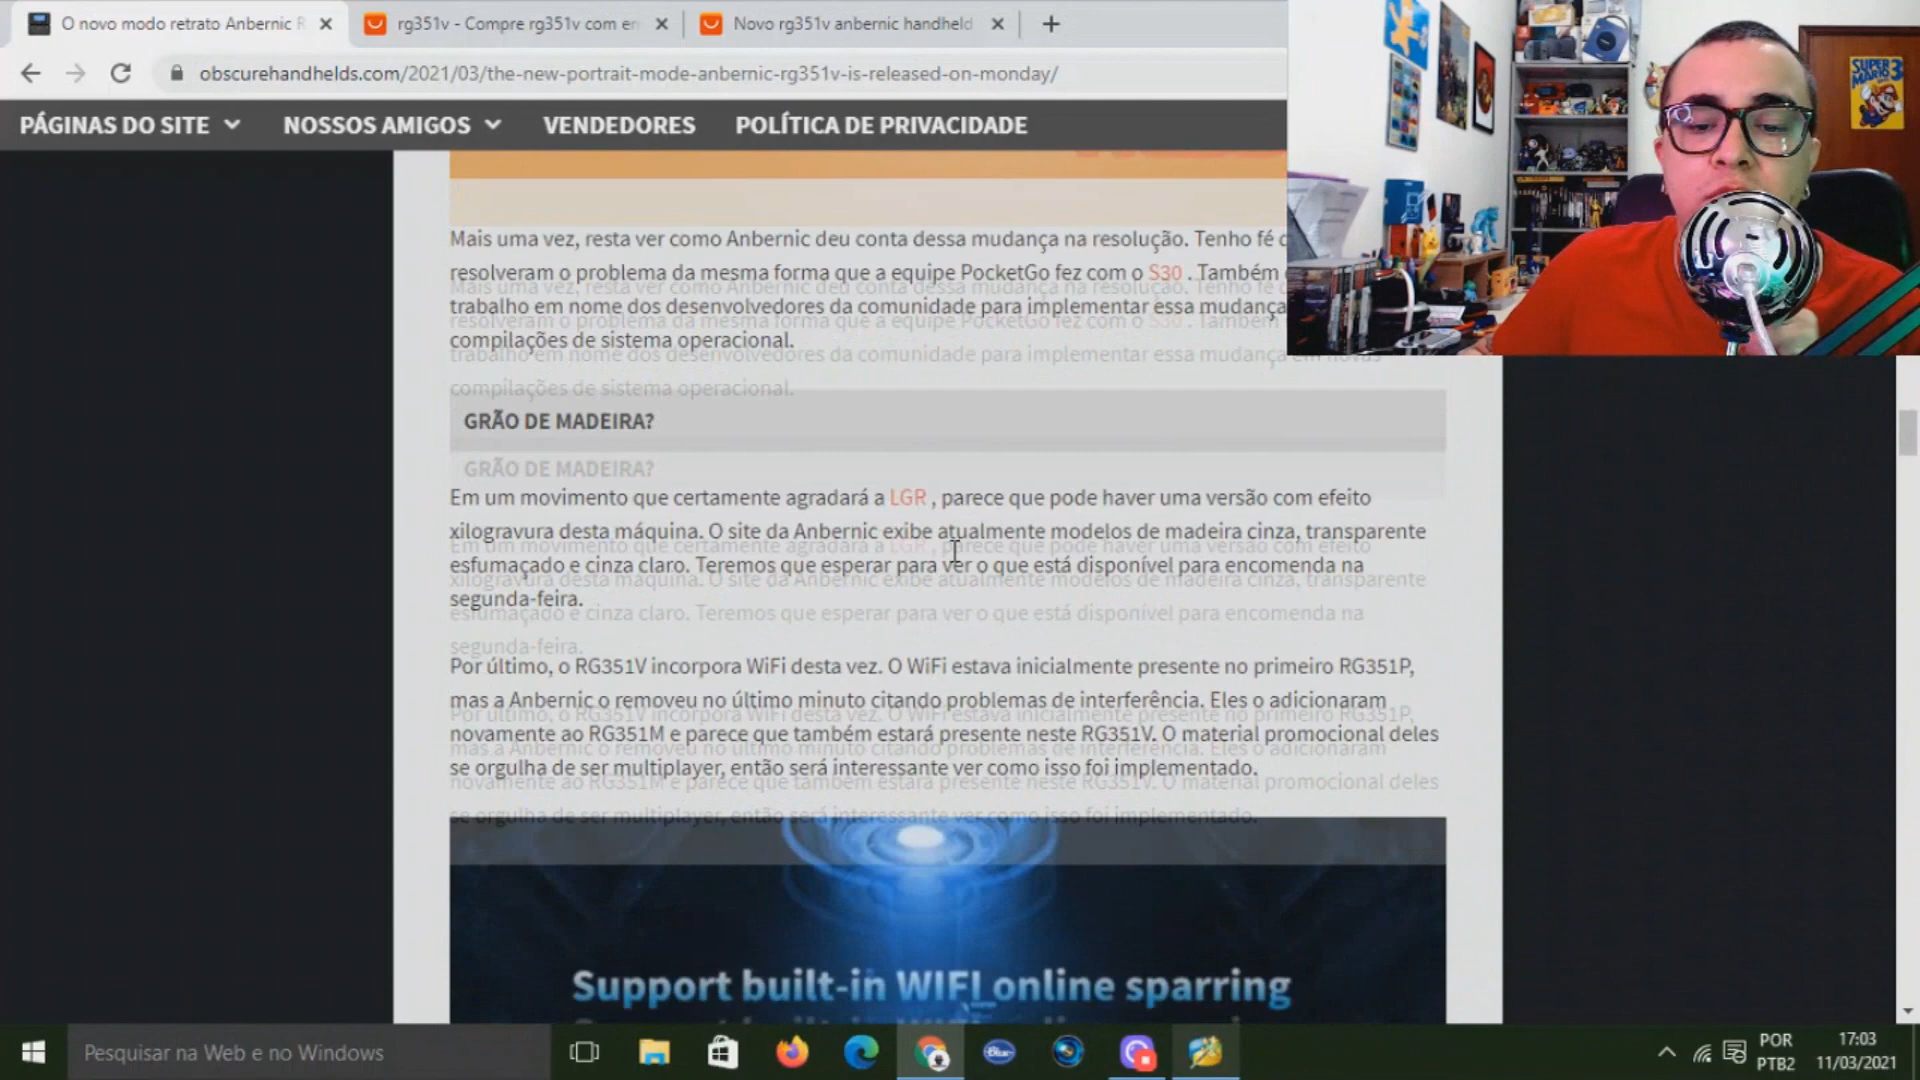 O novo modo retrato Anbernic R
rg351v - Compre rg351v com en
Novo rg351v anbernic handheld
obscurehandhelds.com/2021/03/the-new-portrait-mode-anbernic-rg351v-is-released-on-monday/
PÁGINAS DO SITE
NOSSOS AMIGOS
VENDEDORES
POLÍTICA DE PRIVACIDADE
SUPER MARIO BROS 3
Mais uma vez, resta ver como Anbernic deu conta dessa mudança na resolução. Tenho fé
resolveram o problema da mesma forma que a equipe PocketGo fez com o S30 . Também
trabalho em nome dos desenvolvedores da comunidade para implementar essa mudança em novas
compilações de sistema operacional.
GRÃO DE MADEIRA?
Em um movimento que certamente agradará a LGR , parece que pode haver uma versão com efeito
xilogravura desta máquina. O site da Anbernic exibe atualmente modelos de madeira cinza, transparente
esfumaçado e cinza claro. Teremos que esperar para ver o que está disponível para encomenda na
segunda-feira.
Por último, o RG351V incorpora WiFi desta vez. O WiFi estava inicialmente presente no primeiro RG351P,
mas a Anbernic o removeu no último minuto citando problemas de interferência. Eles o adicionaram
novamente ao RG351M e parece que também estará presente neste RG351V. O material promocional deles
se orgulha de ser multiplayer, então será interessante ver como isso foi implementado.
Support built-in WIFI online sparring
Pesquisar na Web e no Windows
Blu
POR
PTB2
17:03
11/03/2021